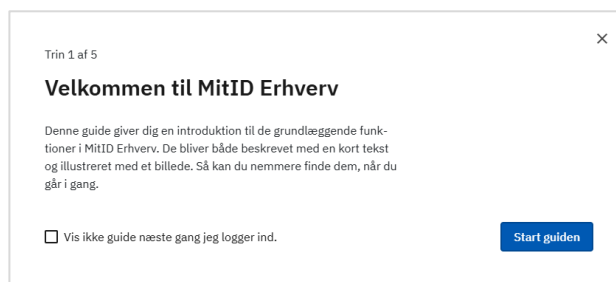 Trin 1 af 5
Velkommen til MitID Erhverv
Denne guide giver dig en introduktion til de grundlæggende funk-
tioner i MitID Erhverv. De bliver både beskrevet med en kort tekst
og illustreret med et billede. Så kan du nemmere finde dem, når du
går i gang.
Vis ikke guide næste gang jeg logger ind.
Start guiden